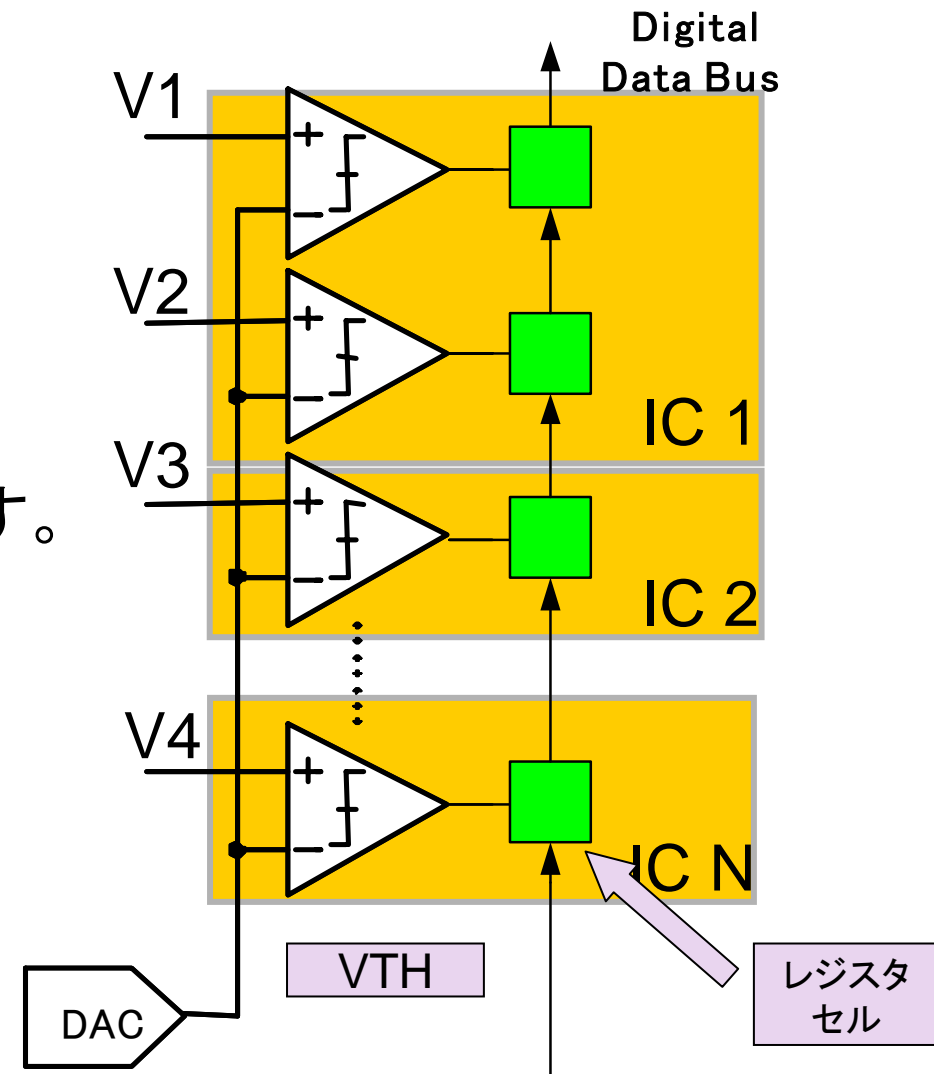 Digital
Data Bus
V1
V2
IC 1
V3
す。
IC 2
V4
IC N
VTH
DAC
レジスタ
セル